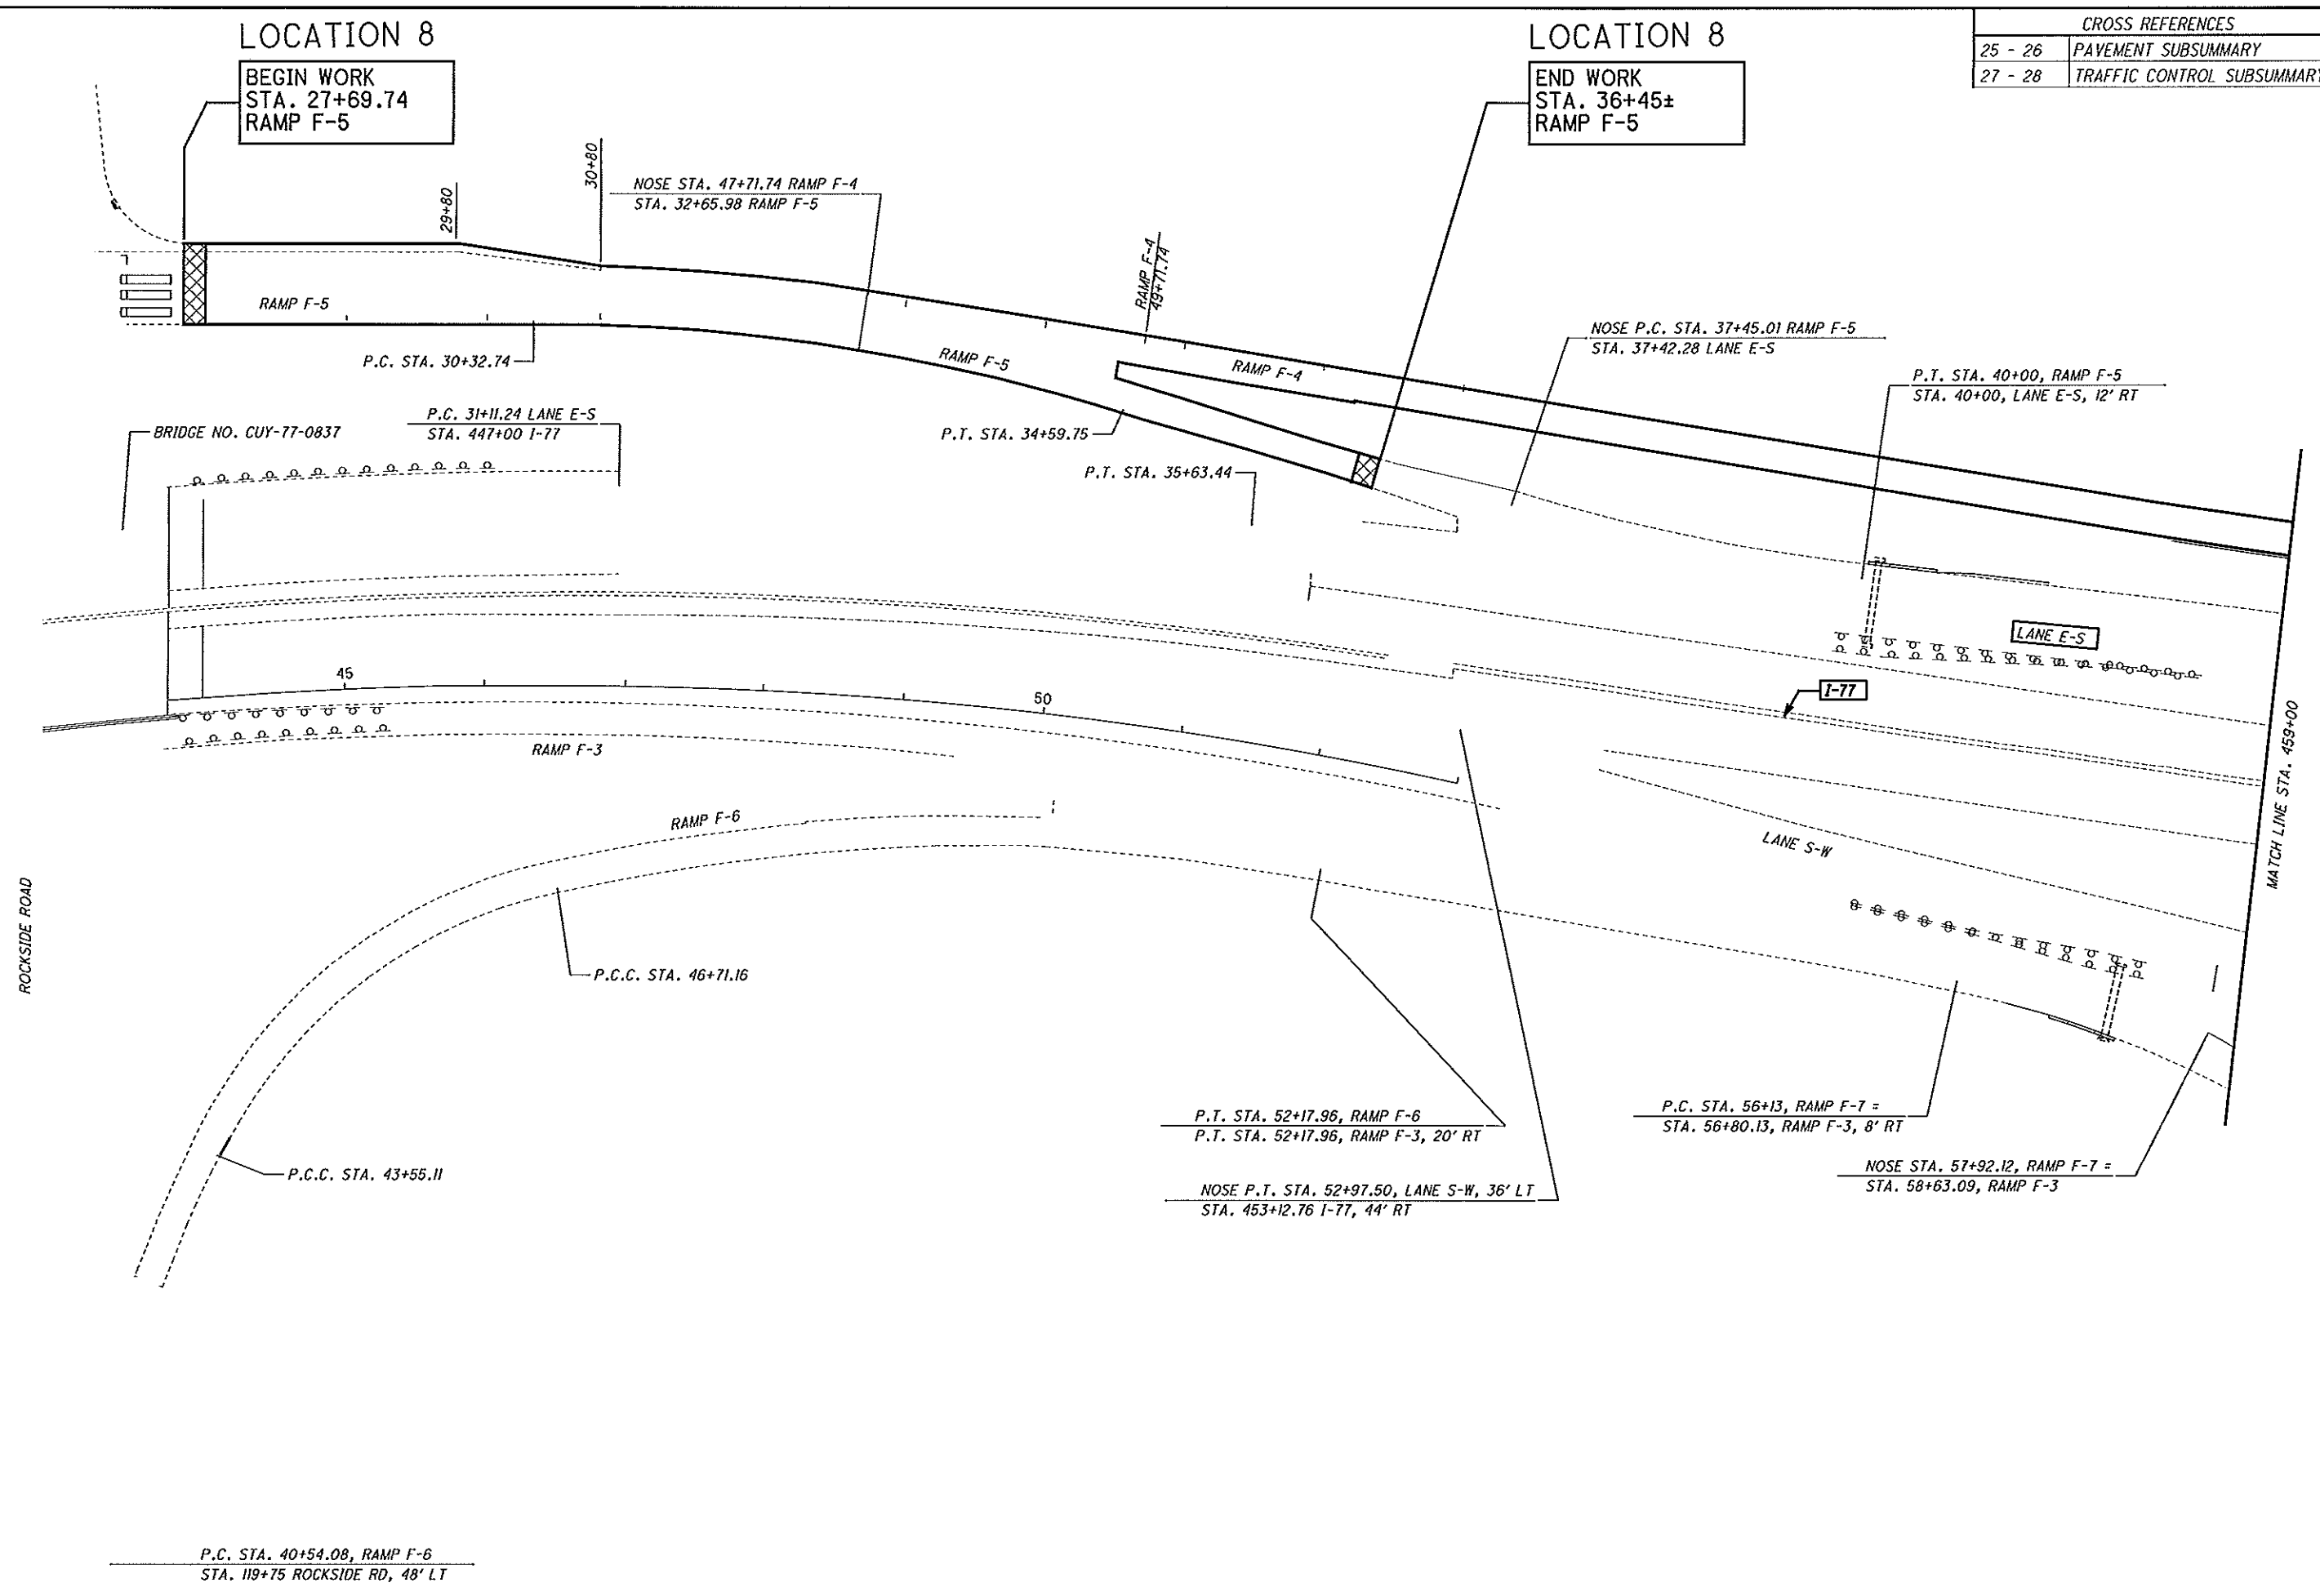 LOCATION 8
BEGIN WORK
STA. 27+69.74
RAMP F-5
LOCATION 8
END WORK
STA. 36+45±
RAMP F-5
CROSS REFERENCES
25 - 26 PAVEMENT SUBSUMMARY
27 - 28 TRAFFIC CONTROL SUBSUMMARY
29+80
30+80
NOSE STA. 47+71.74 RAMP F-4
STA. 32+65.98 RAMP F-5
RAMP F-4
49+71.74
RAMP F-5
P.C. STA. 30+32.74
RAMP F-5
RAMP F-4
NOSE P.C. STA. 37+45.01 RAMP F-5
STA. 37+42.28 LANE E-S
P.T. STA. 40+00, RAMP F-5
STA. 40+00, LANE E-S, 12' RT
BRIDGE NO. CUY-77-0837
P.C. 31+11.24 LANE E-S
STA. 447+00 I-77
P.T. STA. 34+59.75
P.T. STA. 35+63.44
LANE E-S
I-77
45
50
RAMP F-3
RAMP F-6
LANE S-W
MATCH LINE STA. 459+00
ROCKSIDE ROAD
P.C.C. STA. 46+71.16
P.C.C. STA. 43+55.11
P.T. STA. 52+17.96, RAMP F-6
P.T. STA. 52+17.96, RAMP F-3, 20' RT
NOSE P.T. STA. 52+97.50, LANE S-W, 36' LT
STA. 453+12.76 I-77, 44' RT
P.C. STA. 56+13, RAMP F-7 =
STA. 56+80.13, RAMP F-3, 8' RT
NOSE STA. 57+92.12, RAMP F-7 =
STA. 58+63.09, RAMP F-3
P.C. STA. 40+54.08, RAMP F-6
STA. 119+75 ROCKSIDE RD, 48' LT